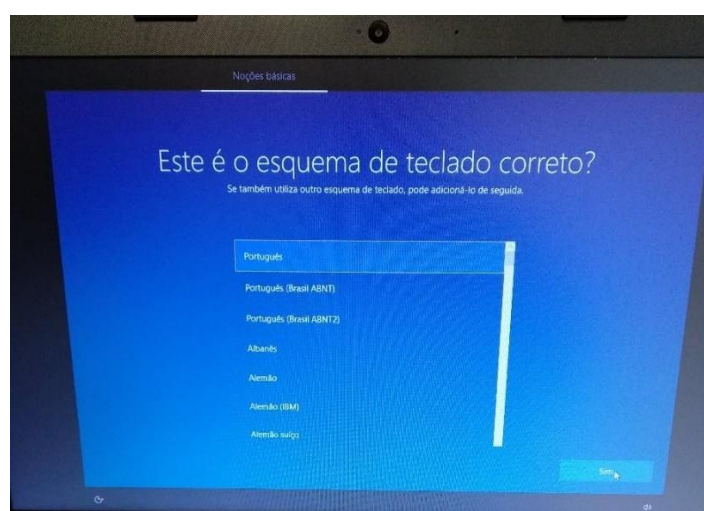 Noções básicas
Este é o esquema de teclado correto?
Se também utiliza outro esquema de teclado, pode adicioná-lo de seguida.
Português
Português (Brasil ABNT)
Português (Brasil ABNT2)
Albanês
Alemão
Alemão (IBM)
Alemão suíço
Sim